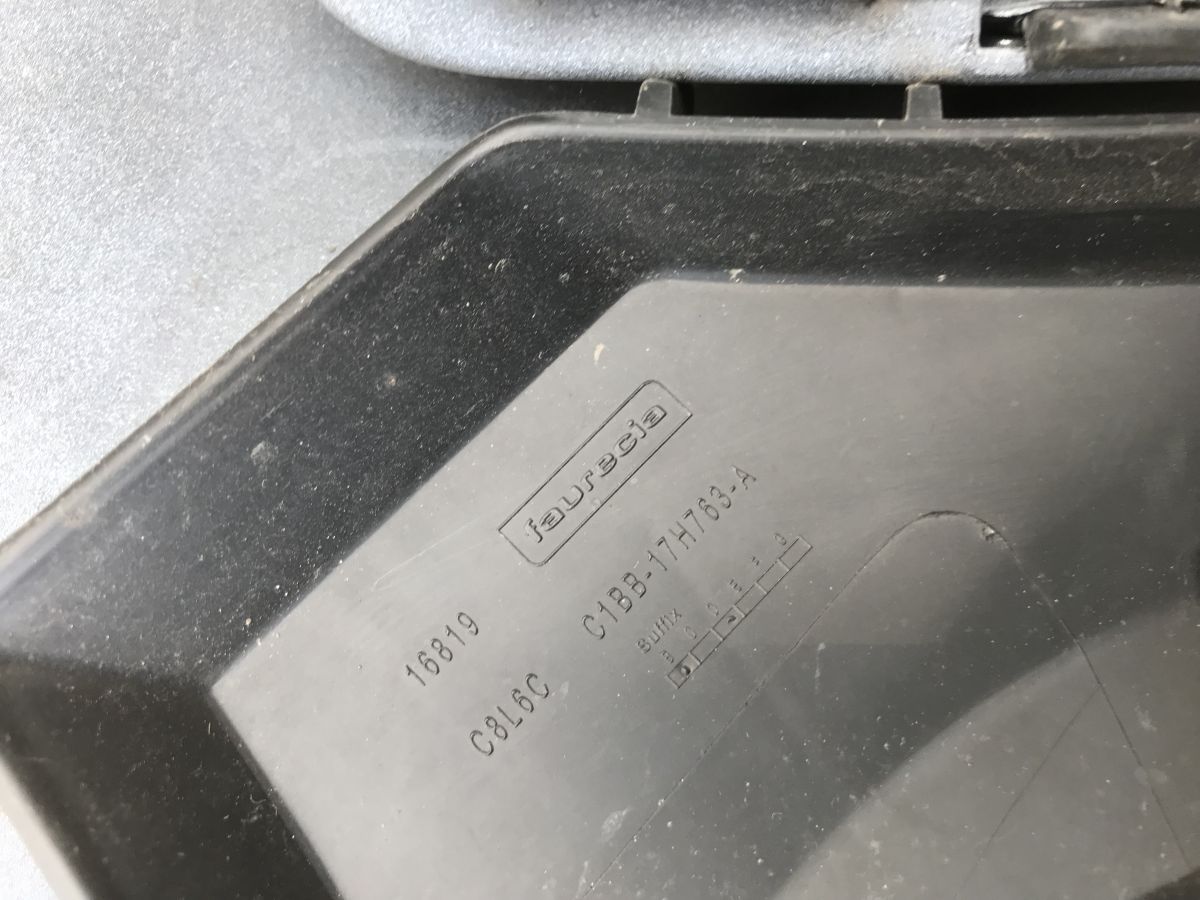 faurecia
16819
C1BB-17H763-A
C8L6C
Suffix